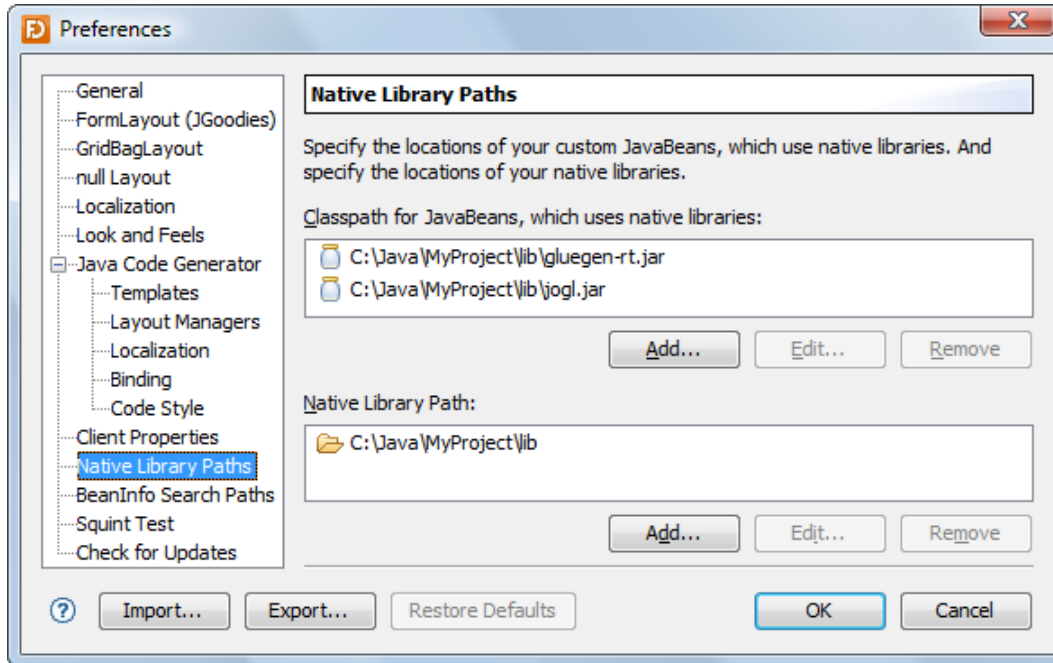 Preferences
General
FormLayout (JGoodies)
GridBagLayout
null Layout
Localization
Look and Feels
Java Code Generator
Templates
Layout Managers
Localization
Binding
Code Style
Client Properties
Native Library Paths
BeanInfo Search Paths
Squint Test
Check for Updates
Native Library Paths
Specify the locations of your custom JavaBeans, which use native libraries. And
specify the locations of your native libraries.
Classpath for JavaBeans, which uses native libraries:
C:\Java\MyProject\lib\gluegen-rt.jar
C:\Java\MyProject\lib\jogl.jar
Add... Edit... Remove
Native Library Path:
C:\Java\MyProject\lib
Add... Edit... Remove
Import... Export... Restore Defaults OK Cancel